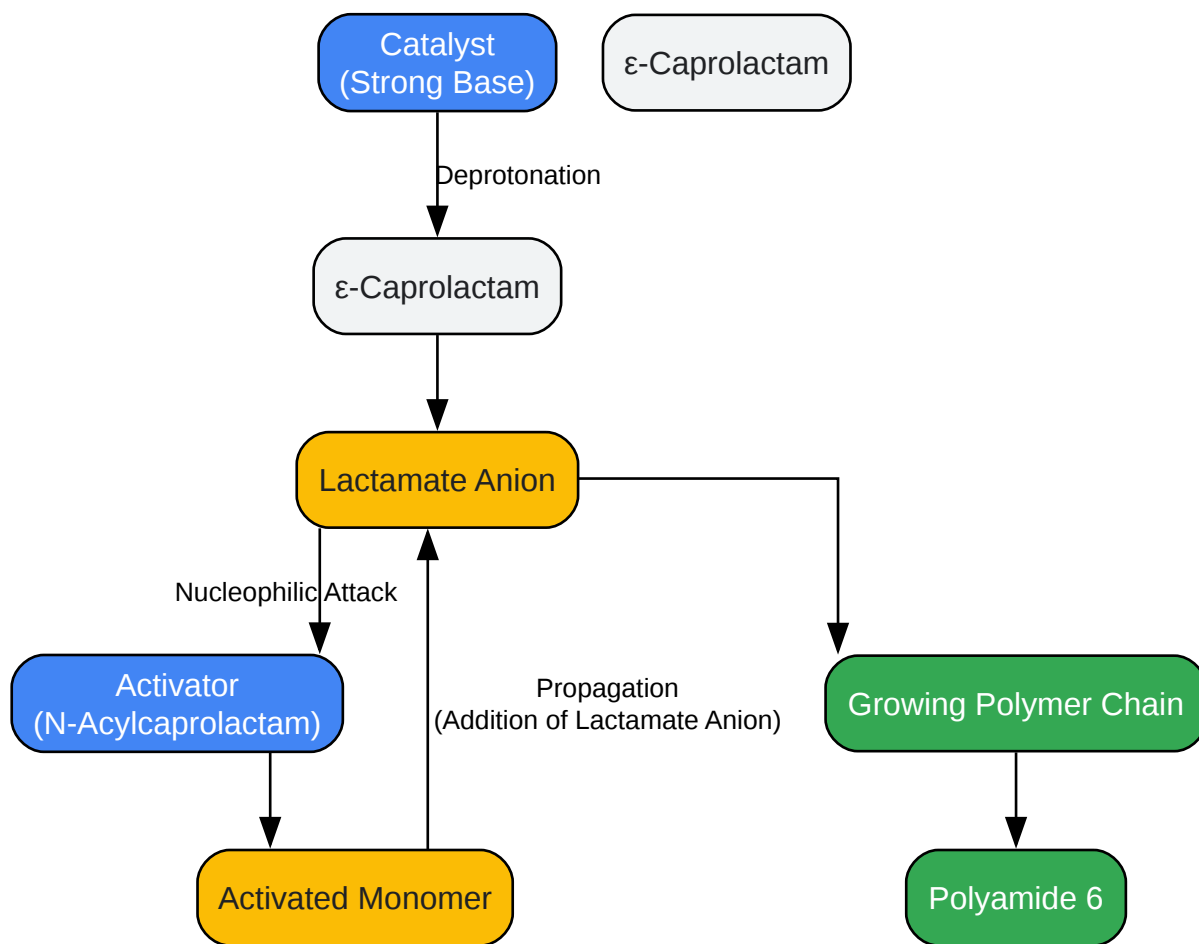 Catalyst
(Strong Base)
ε-Caprolactam
Deprotonation
ε-Caprolactam
Lactamate Anion
Nucleophilic Attack
Activator
(N-Acylcaprolactam)
Propagation
(Addition of Lactamate Anion)
Growing Polymer Chain
Activated Monomer
Polyamide 6